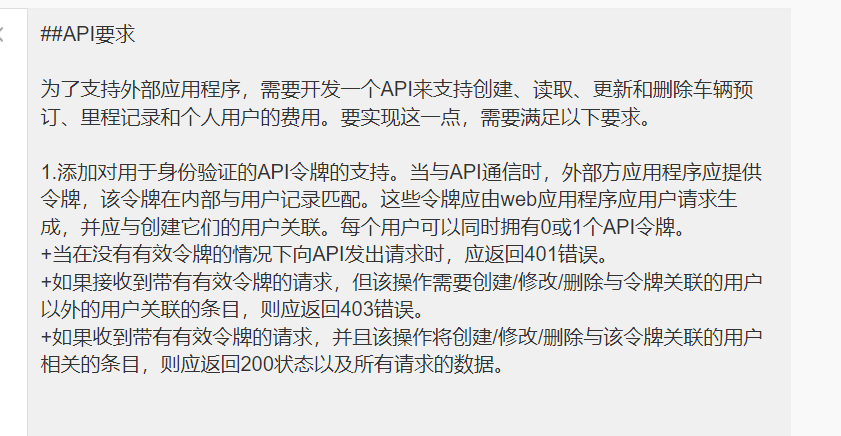 ##API要求
为了支持外部应用程序，需要开发一个API来支持创建、读取、更新和删除车辆预
订、里程记录和个人用户的费用。要实现这一点，需要满足以下要求。
1.添加对用于身份验证的API令牌的支持。当与API通信时，外部方应用程序应提供
令牌，该令牌在内部与用户记录匹配。这些令牌应由web应用程序应用户请求生
成，并应与创建它们的用户关联。每个用户可以同时拥有0或1个API令牌。
+当在没有有效令牌的情况下向API发出请求时，应返回401错误。
+如果接收到带有有效令牌的请求，但该操作需要创建/修改/删除与令牌关联的用户
以外的用户关联的条目，则应返回403错误。
+如果收到带有有效令牌的请求，并且该操作将创建/修改/删除与该令牌关联的用户
相关的条目，则应返回200状态以及所有请求的数据。